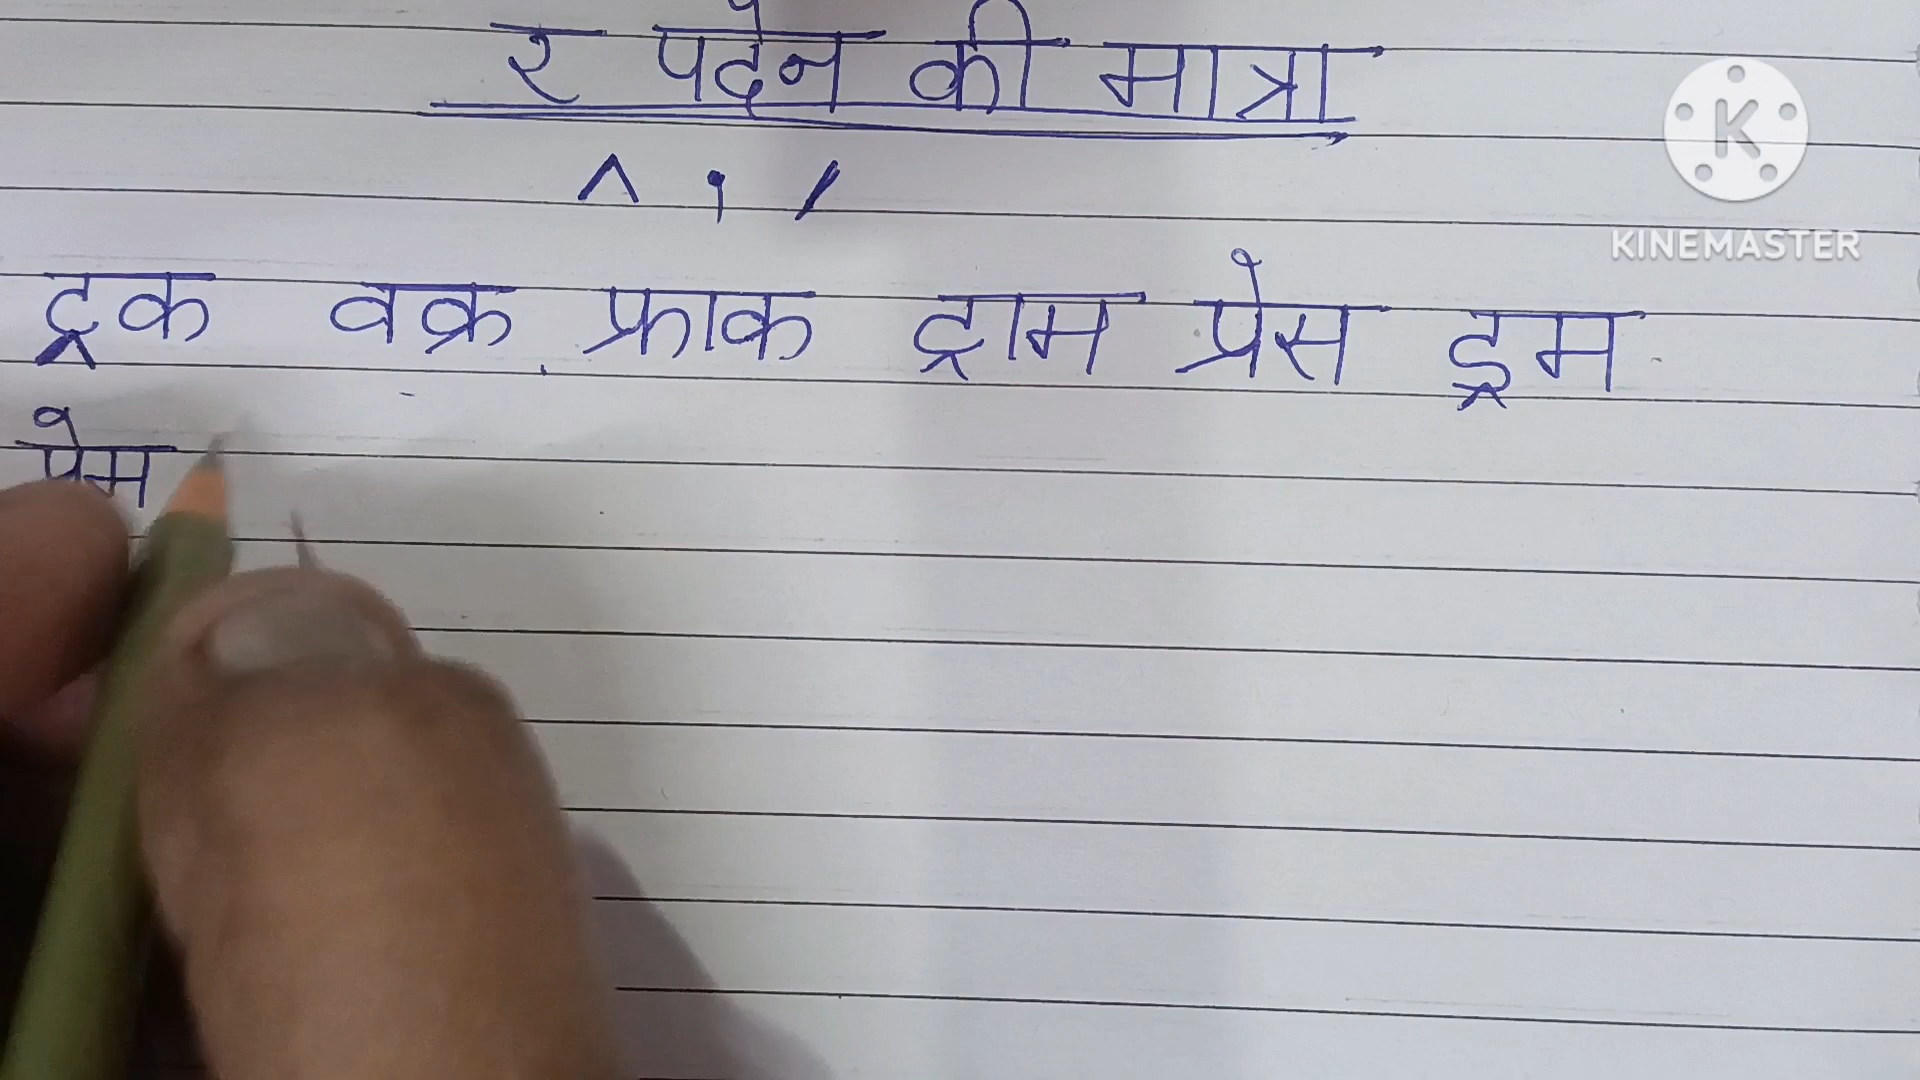 र पदेन की मात्रा
^ , /
ट्रक वक्र फ्राक ट्राम प्रेस ड्रम
प्रेम
K
KINEMASTER